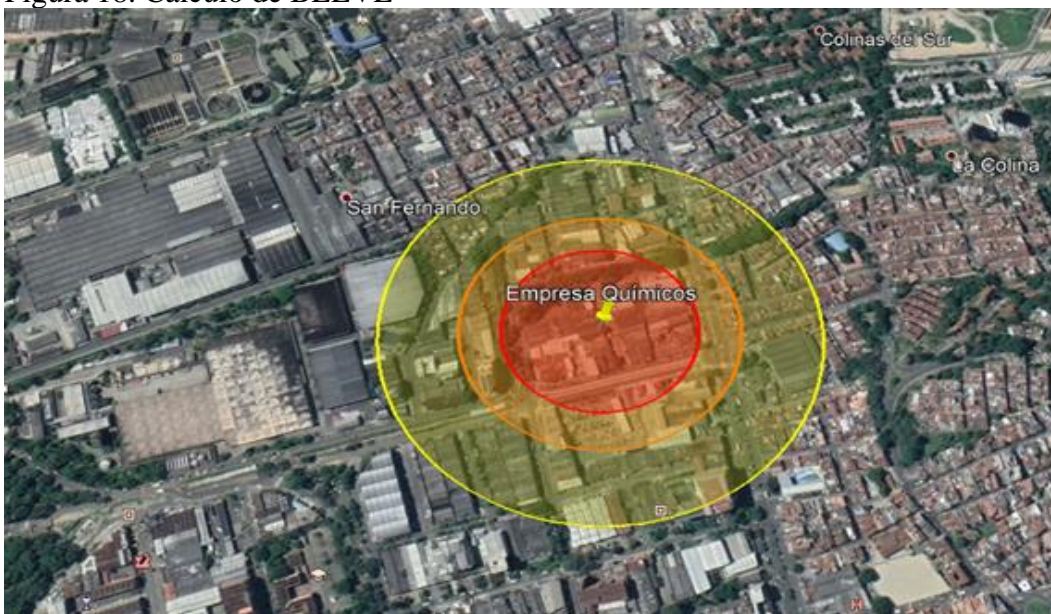 Figura 18. Cálculo de BLEVE
Colinas del Sur
La Colina
San Fernando
Empresa Químicos